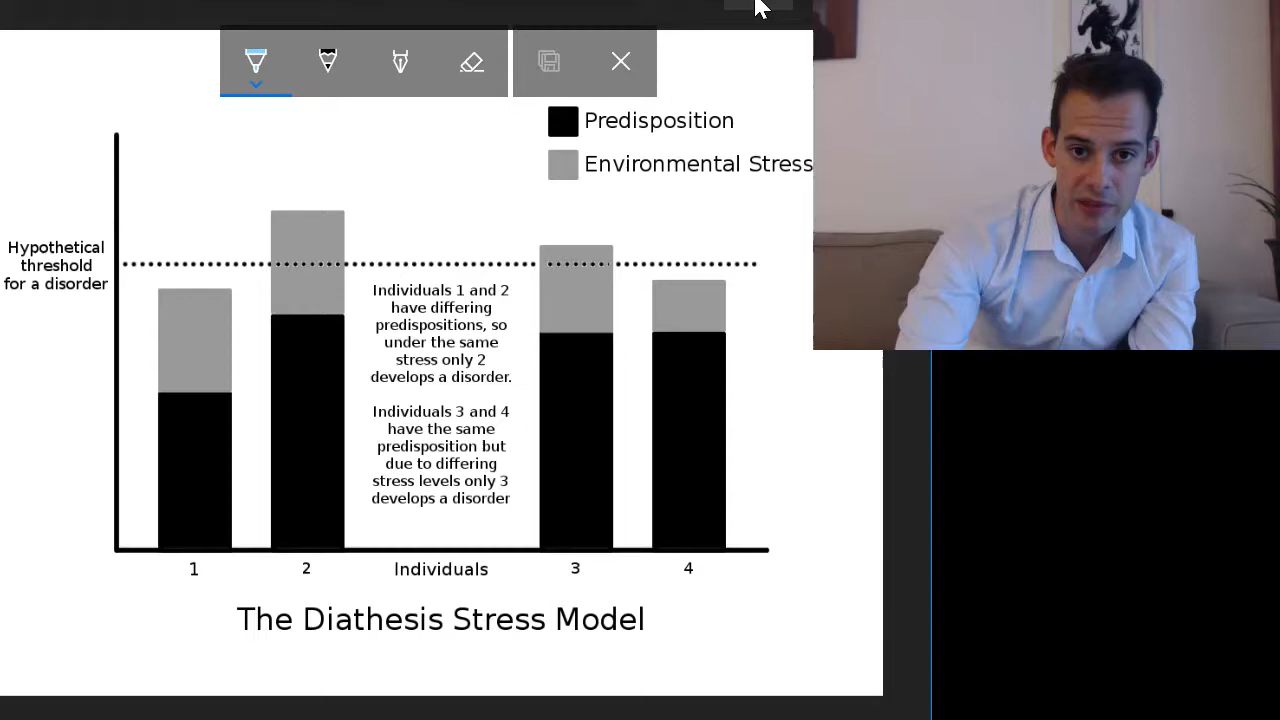 Predisposition
Environmental Stress
Hypothetical
threshold
for a disorder
Individuals 1 and 2
have differing
predispositions, so
under the same
stress only 2
develops a disorder.
Individuals 3 and 4
have the same
predisposition but
due to differing
stress levels only 3
develops a disorder
1 2 Individuals 3 4
The Diathesis Stress Model